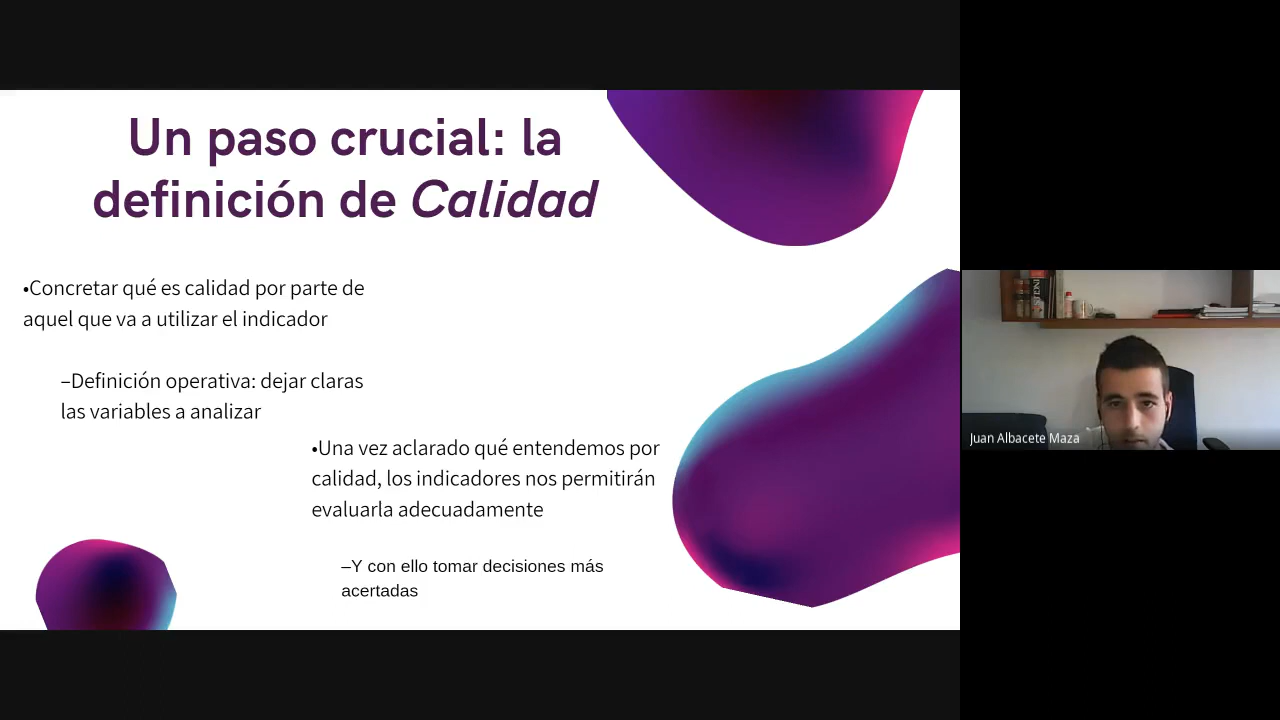 Un paso crucial: la
definición de Calidad
•Concretar qué es calidad por parte de
aquel que va a utilizar el indicador
–Definición operativa: dejar claras
las variables a analizar
•Una vez aclarado qué entendemos por
calidad, los indicadores nos permitirán
evaluarla adecuadamente
–Y con ello tomar decisiones más
acertadas
Juan Albacete Maza